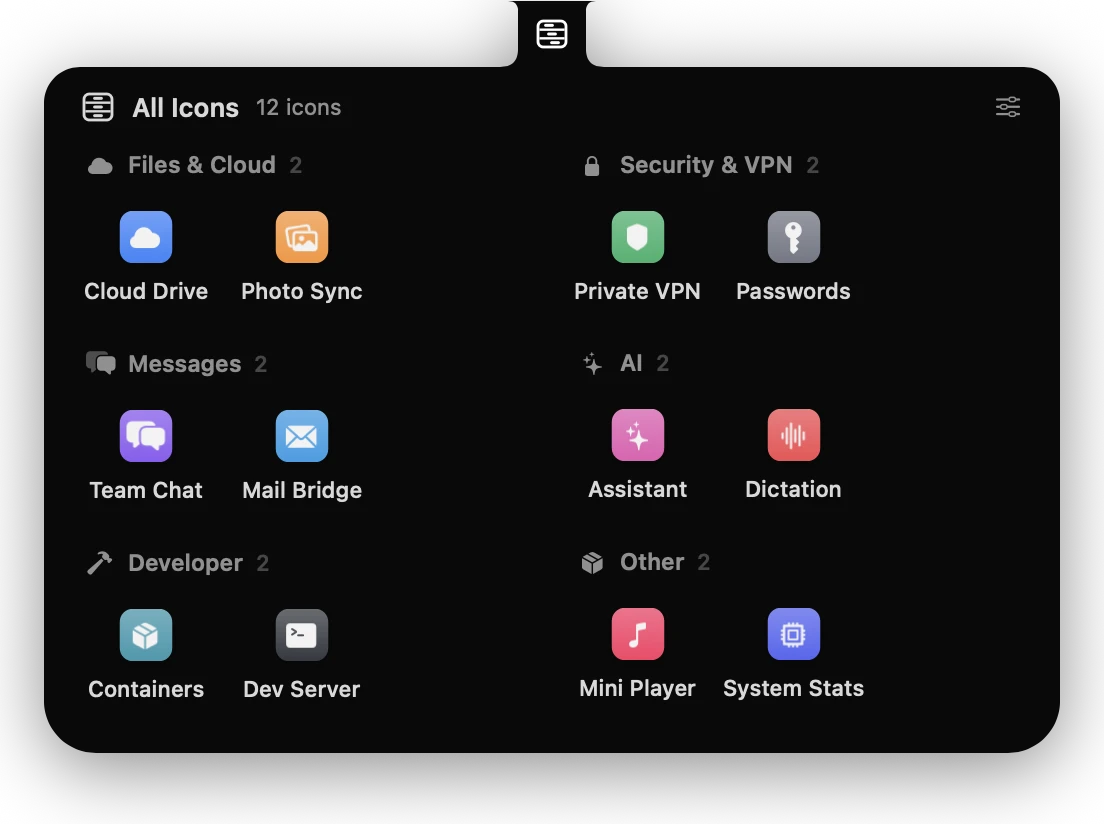 All Icons 12 icons
Files & Cloud 2
Cloud Drive Photo Sync
Security & VPN 2
Private VPN Passwords
Messages 2
Team Chat Mail Bridge
AI 2
Assistant Dictation
Developer 2
Containers Dev Server
Other 2
Mini Player System Stats